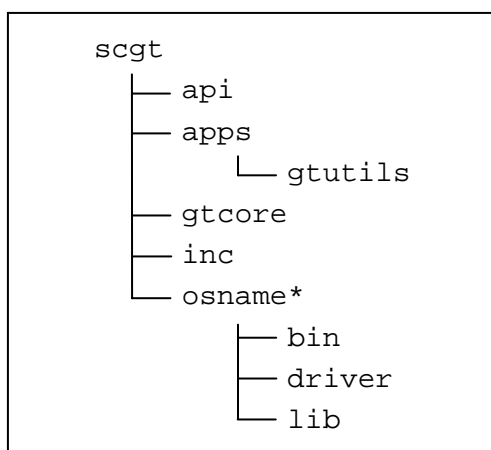 scgt
api
apps
gtutils
gtcore
inc
osname*
bin
driver
lib